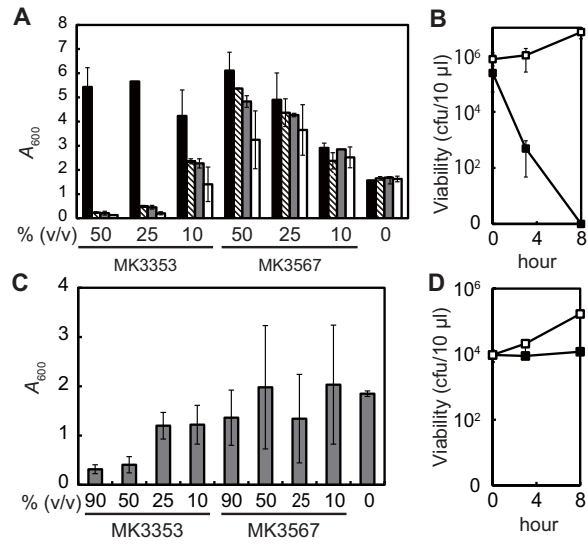 A
8
7
6
5
4
3
2
1
0
A600
% (v/v) 50 25 10 50 25 10 0
MK3353 MK3567
B
Viability (cfu/10 µl)
10^6
10^4
10^2
0
0 4 8
hour
C
4
3
2
1
0
A600
% (v/v) 90 50 25 10 90 50 25 10 0
MK3353 MK3567
D
Viability (cfu/10 µl)
10^6
10^4
10^2
0
0 4 8
hour